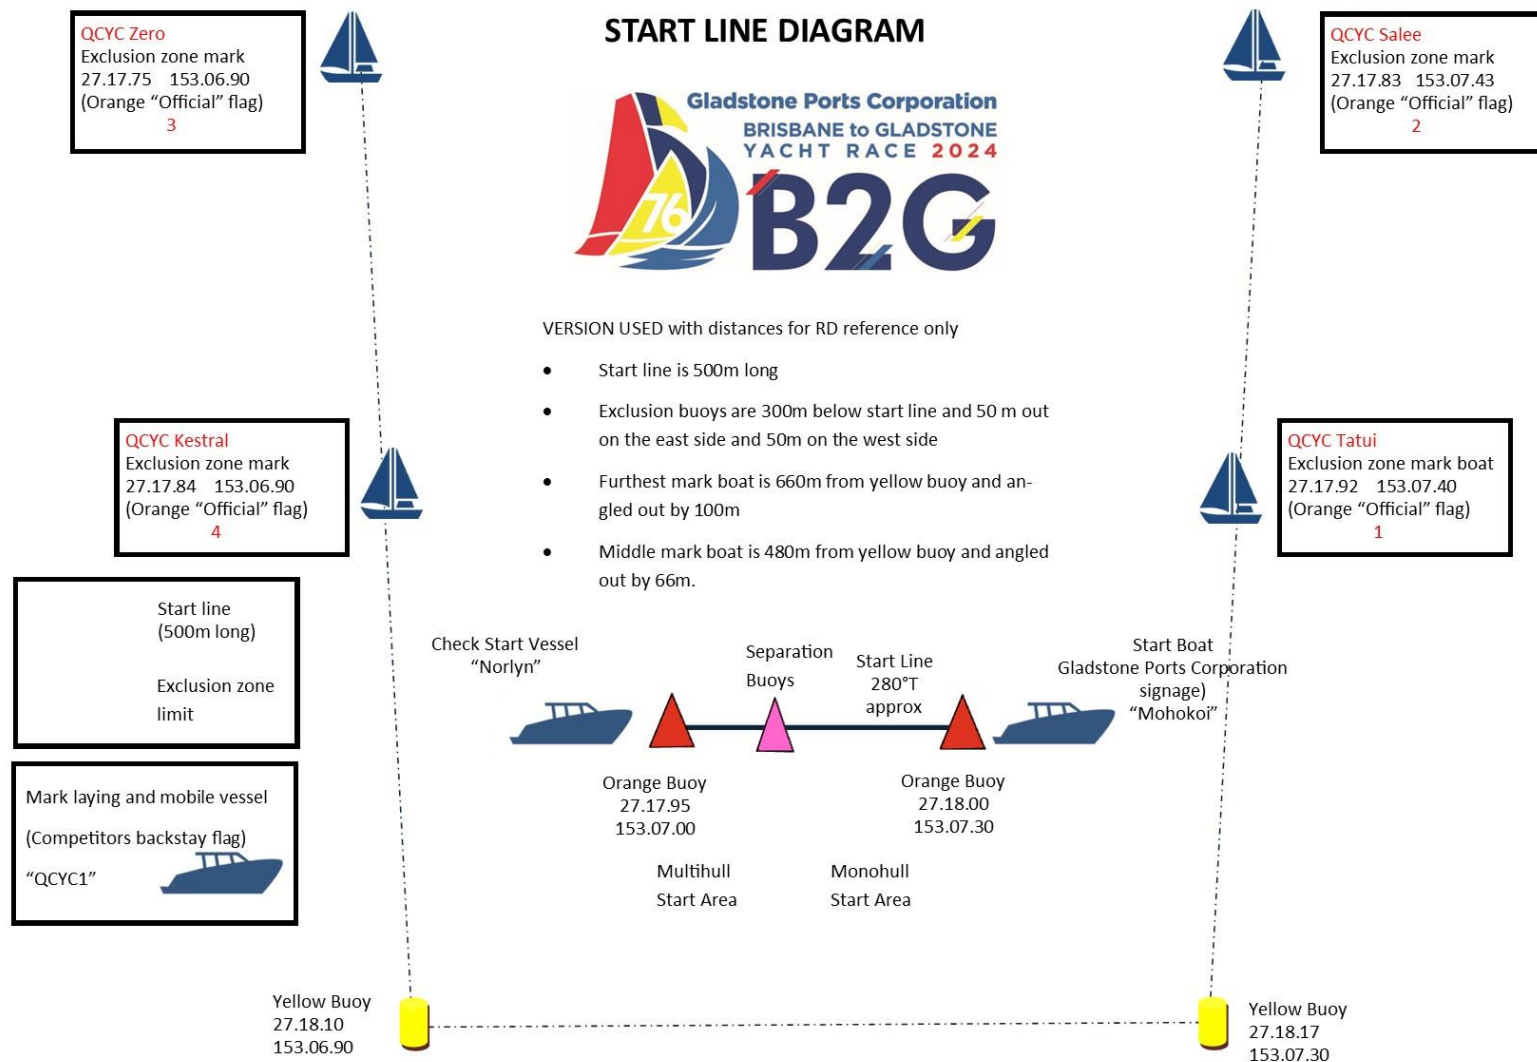 START LINE DIAGRAM
QCYC Zero
Exclusion zone mark
27.17.75 153.06.90
(Orange “Official” flag)
3
QCYC Salee
Exclusion zone mark
27.17.83 153.07.43
(Orange “Official” flag)
2
Gladstone Ports Corporation
BRISBANE to GLADSTONE
YACHT RACE 2024
76
B2G
VERSION USED with distances for RD reference only
• Start line is 500m long
• Exclusion buoys are 300m below start line and 50 m out
on the east side and 50m on the west side
• Furthest mark boat is 660m from yellow buoy and an-
gled out by 100m
• Middle mark boat is 480m from yellow buoy and angled
out by 66m.
QCYC Kestral
Exclusion zone mark
27.17.84 153.06.90
(Orange “Official” flag)
4
QCYC Tatui
Exclusion zone mark boat
27.17.92 153.07.40
(Orange “Official” flag)
1
Start line
(500m long)
Exclusion zone
limit
Check Start Vessel
“Norlyn”
Separation
Buoys
Start Line
280°T
approx
Start Boat
Gladstone Ports Corporation
signage)
“Mohokoi”
Orange Buoy
27.17.95
153.07.00
Orange Buoy
27.18.00
153.07.30
Mark laying and mobile vessel
(Competitors backstay flag)
“QCYC1”
Multihull
Start Area
Monohull
Start Area
Yellow Buoy
27.18.10
153.06.90
Yellow Buoy
27.18.17
153.07.30